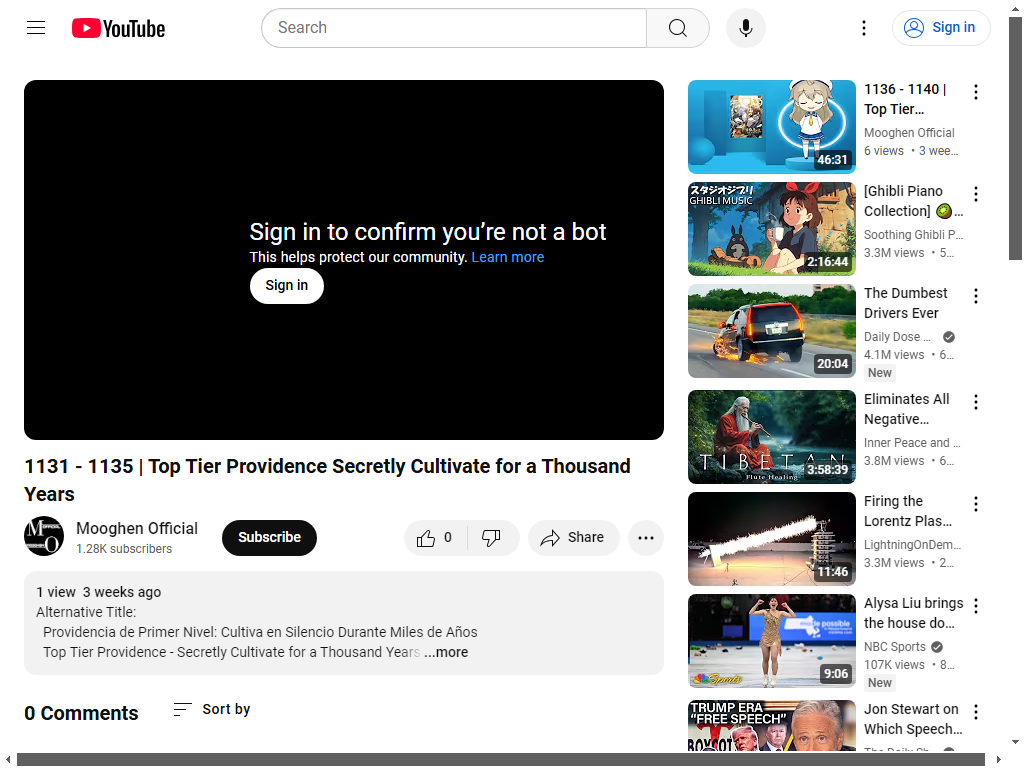 YouTube
Search
Sign in
Sign in to confirm you’re not a bot
This helps protect our community. Learn more
Sign in
1131 - 1135 | Top Tier Providence Secretly Cultivate for a Thousand
Years
Mooghen Official
1.28K subscribers
Subscribe
0
Share
1 view 3 weeks ago
Alternative Title:
Providencia de Primer Nivel: Cultiva en Silencio Durante Miles de Años
Top Tier Providence - Secretly Cultivate for a Thousand Years ...more
0 Comments
Sort by
46:31
1136 - 1140 |
Top Tier...
Mooghen Official
6 views • 3 wee...
スタジオジブリ
GHIBLI MUSIC
2:16:44
[Ghibli Piano
Collection] 🥝...
Soothing Ghibli P...
3.3M views • 5...
20:04
The Dumbest
Drivers Ever
Daily Dose ...
4.1M views • 6...
New
TIBETAN
Flute Healing
3:58:39
Eliminates All
Negative...
Inner Peace and ...
3.8M views • 6...
11:46
Firing the
Lorentz Plas...
LightningOnDem...
3.3M views • 2...
made possible
NBC Sports
9:06
Alysa Liu brings
the house do...
NBC Sports
107K views • 8...
New
TRUMP ERA
"FREE SPEECH"
BOYCOT
Jon Stewart on
Which Speech...